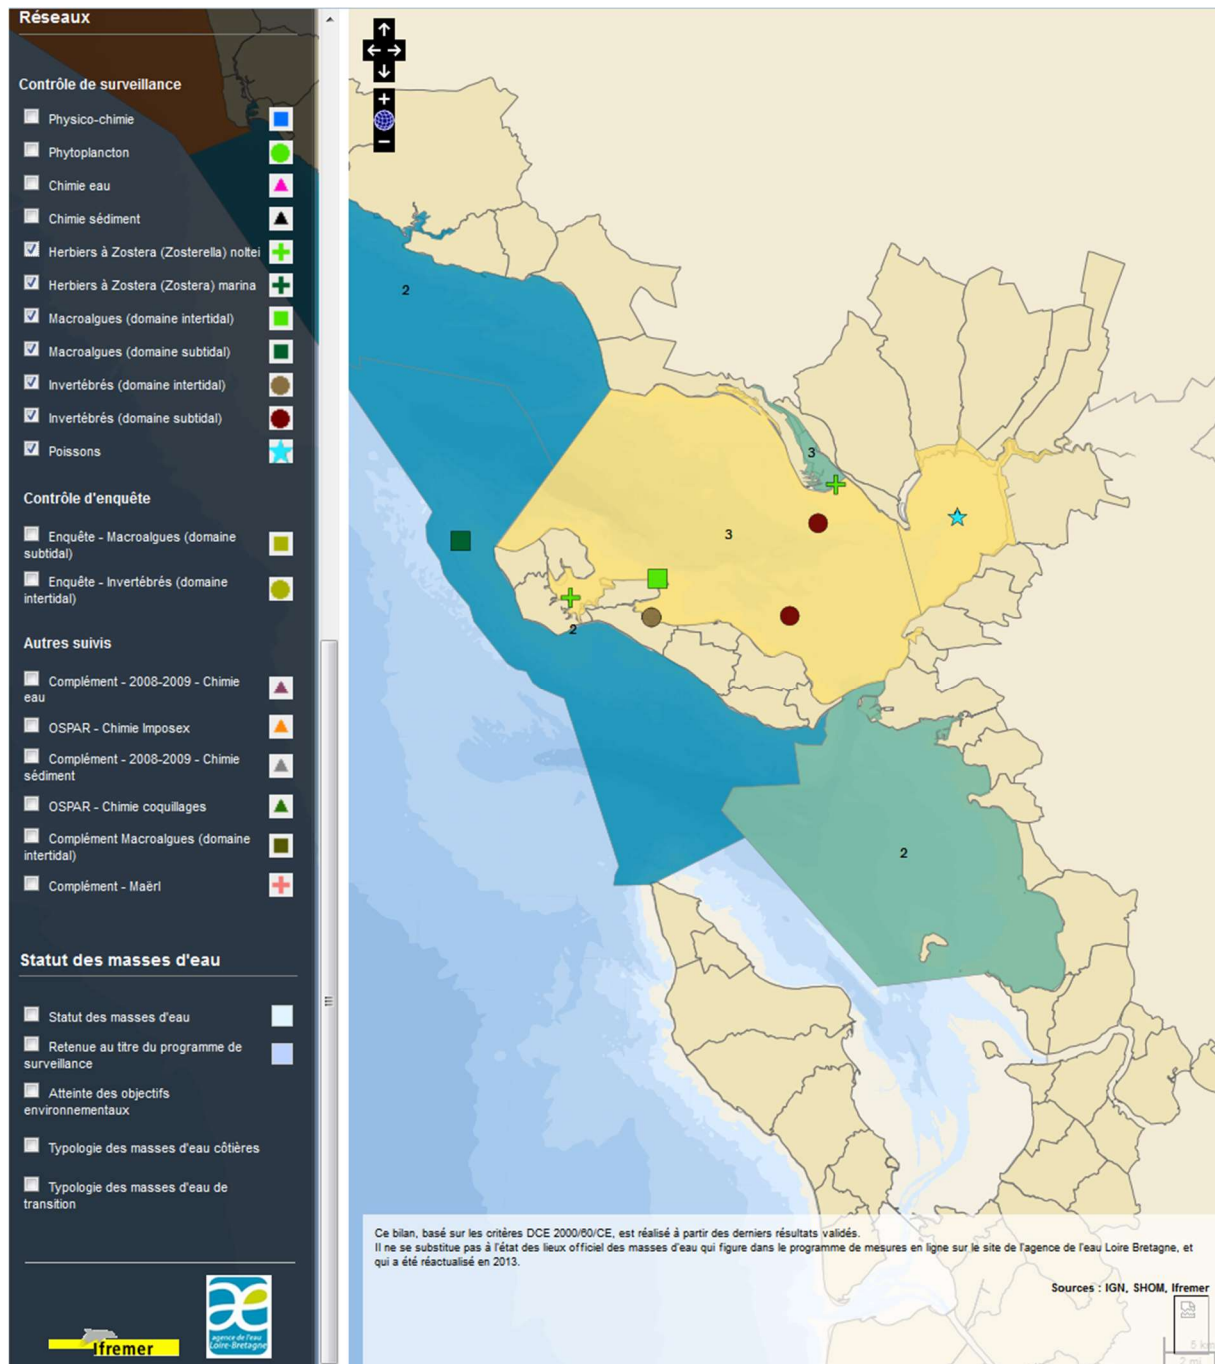 Réseaux
Contrôle de surveillance
Physico-chimie
Phytoplancton
Chimie eau
Chimie sédiment
Herbiers à Zostera (Zosterella) noltei
Herbiers à Zostera (Zostera) marina
Macroalgues (domaine intertidal)
Macroalgues (domaine subtidal)
Invertébrés (domaine intertidal)
Invertébrés (domaine subtidal)
Poissons
Contrôle d'enquête
Enquête - Macroalgues (domaine
subtidal)
Enquête - Invertébrés (domaine
intertidal)
Autres suivis
Complément - 2008-2009 - Chimie
eau
OSPAR - Chimie Imposex
Complément - 2008-2009 - Chimie
sédiment
OSPAR - Chimie coquillages
Complément Macroalgues (domaine
intertidal)
Complément - Maërl
Statut des masses d'eau
Statut des masses d'eau
Retenue au titre du programme de
surveillance
Atteinte des objectifs
environnementaux
Typologie des masses d'eau côtières
Typologie des masses d'eau de
transition
Ifremer
agence de l'eau
Loire-Bretagne
2
3
3
2
2
Ce bilan, basé sur les critères DCE 2000/60/CE, est réalisé à partir des derniers résultats validés.
Il ne se substitue pas à l'état des lieux officiel des masses d'eau qui figure dans le programme de mesures en ligne sur le site de l'agence de l'eau Loire Bretagne, et
qui a été réactualisé en 2013.
Sources : IGN, SHOM, Ifremer
5 km
2 mi